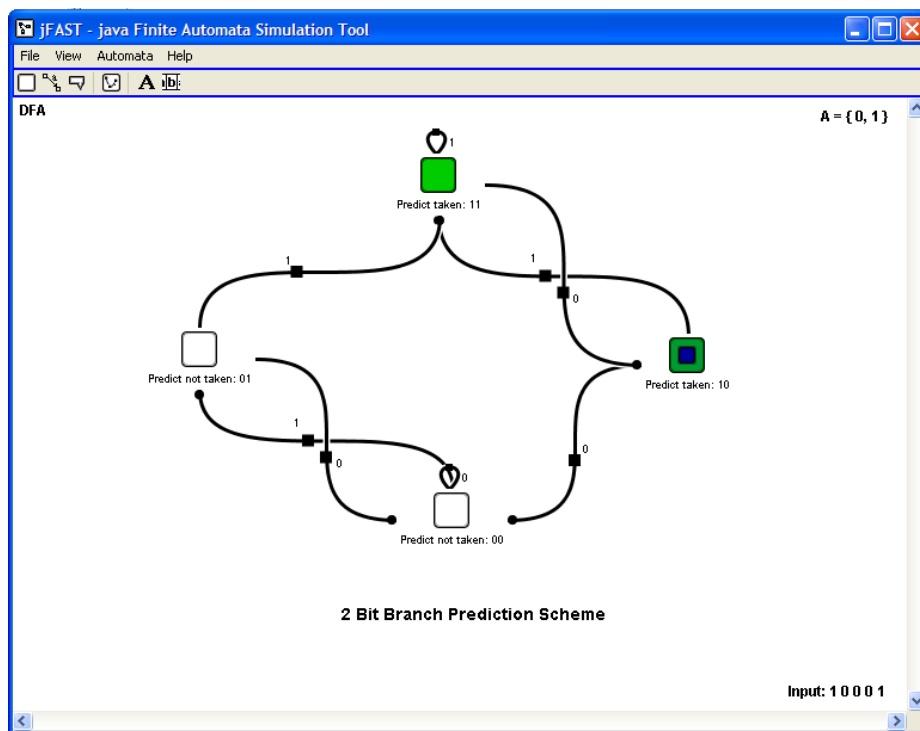 jFAST - java Finite Automata Simulation Tool
File View Automata Help
A b
DFA
A = { 0, 1 }
1
Predict taken: 11
1
1
0
Predict not taken: 01
Predict taken: 10
1
0
0
0
Predict not taken: 00
2 Bit Branch Prediction Scheme
Input: 1 0 0 0 1